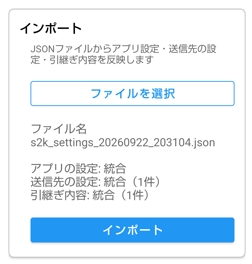 インポート
JSONファイルからアプリ設定・送信先の設
定・引継ぎ内容を反映します
ファイルを選択
ファイル名
s2k_settings_20260922_203104.json
アプリの設定: 統合
送信先の設定: 統合（1件）
引継ぎ内容: 統合（1件）
インポート